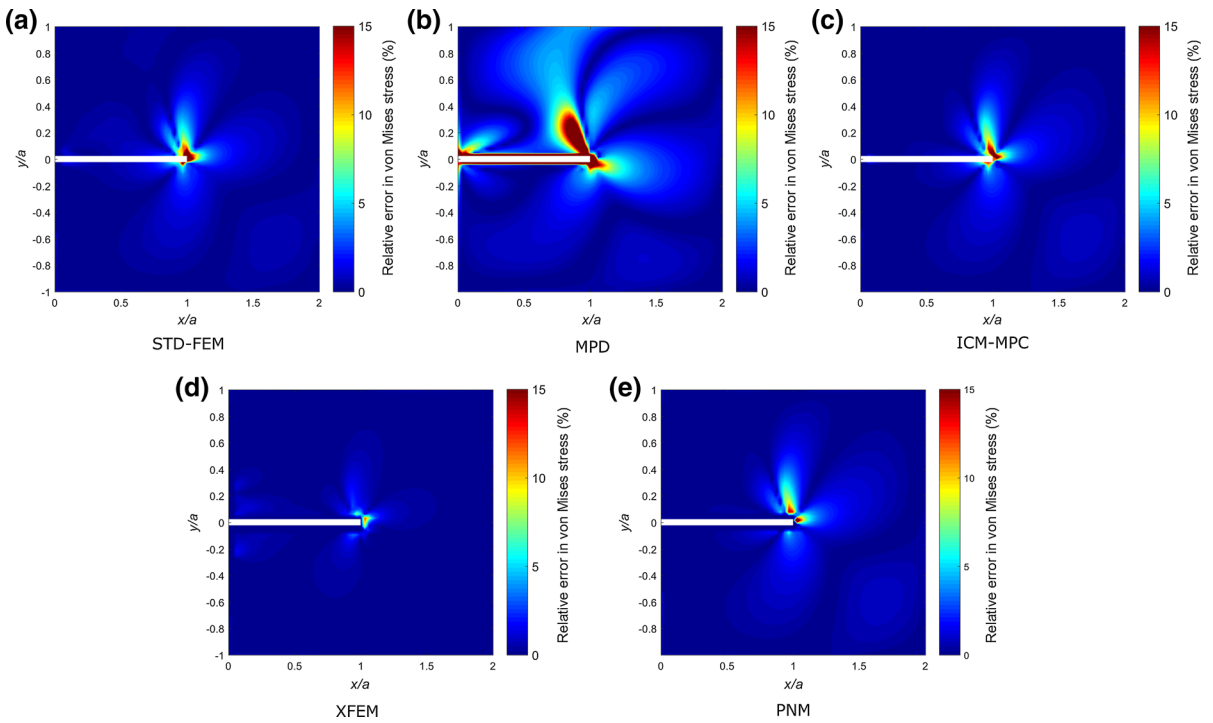 (a)
1
0.8
0.6
0.4
0.2
0
-0.2
-0.4
-0.6
-0.8
-1
y/a
0 0.5 1 1.5 2
x/a
15
10
5
0
Relative error in von Mises stress (%)
STD-FEM
(b)
1
0.8
0.6
0.4
0.2
0
-0.2
-0.4
-0.6
-0.8
y/a
0 0.5 1 1.5 2
x/a
15
10
5
0
Relative error in von Mises stress (%)
MPD
(c)
1
0.8
0.6
0.4
0.2
0
-0.2
-0.4
-0.6
-0.8
y/a
0 0.5 1 1.5 2
x/a
15
10
5
0
Relative error in von Mises stress (%)
ICM-MPC
(d)
1
0.8
0.6
0.4
0.2
0
-0.2
-0.4
-0.6
-0.8
-1
y/a
0 0.5 1 1.5 2
x/a
15
10
5
0
Relative error in von Mises stress (%)
XFEM
(e)
1
0.8
0.6
0.4
0.2
0
-0.2
-0.4
-0.6
-0.8
-1
y/a
0 0.5 1 1.5 2
x/a
15
10
5
0
Relative error in von Mises stress (%)
PNM